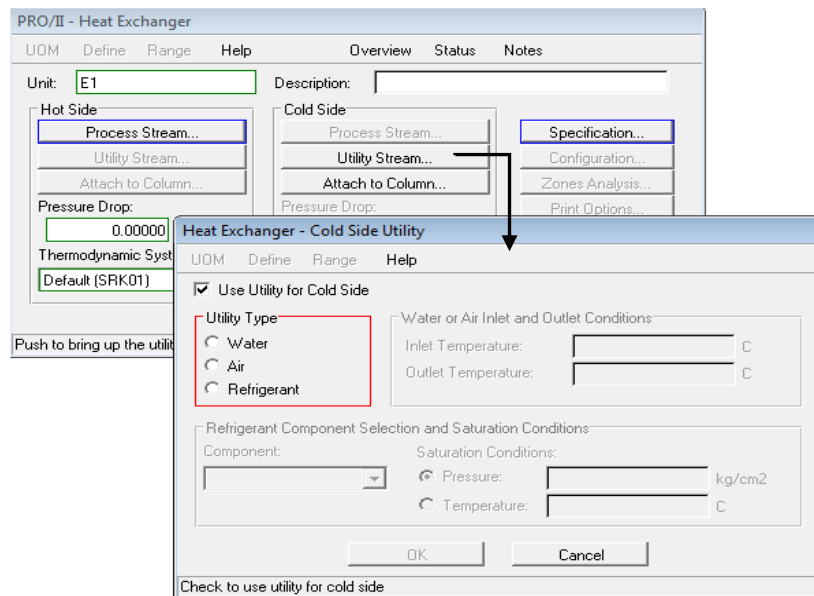 PRO/II - Heat Exchanger
UOM Define Range Help Overview Status Notes
Unit: E1 Description:
Hot Side Cold Side
Process Stream... Process Stream... Specification...
Utility Stream... Utility Stream... Configuration...
Attach to Column... Attach to Column... Zones Analysis...
Pressure Drop: Pressure Drop: Print Options...
0.00000
Thermodynamic Syst
Default (SRK01)
Push to bring up the utilit
Heat Exchanger - Cold Side Utility
UOM Define Range Help
Use Utility for Cold Side
Utility Type Water or Air Inlet and Outlet Conditions
Water Inlet Temperature: C
Air Outlet Temperature: C
Refrigerant
Refrigerant Component Selection and Saturation Conditions
Component: Saturation Conditions:
Pressure: kg/cm2
Temperature: C
OK Cancel
Check to use utility for cold side